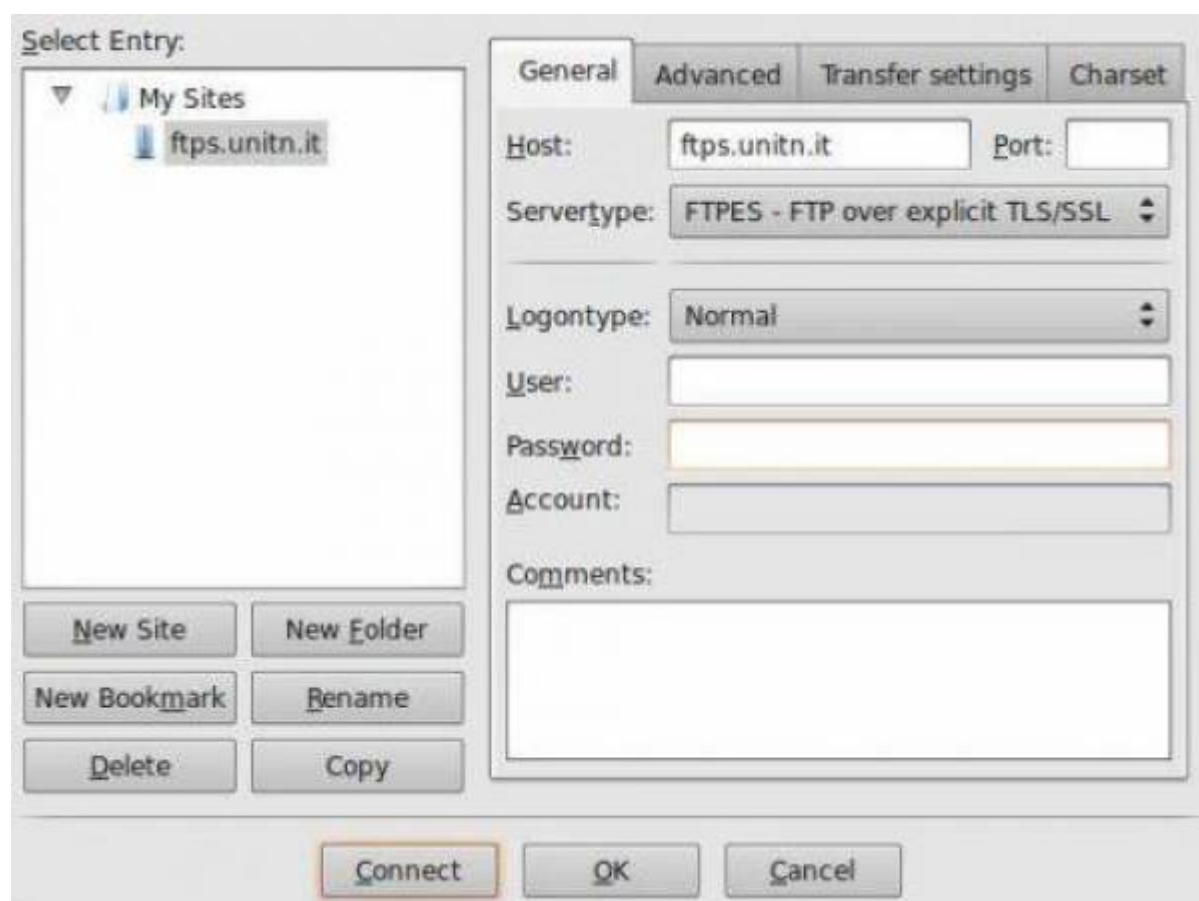 Select Entry:
My Sites
ftps.unitn.it
New Site
New Folder
New Bookmark
Rename
Delete
Copy
General
Advanced
Transfer settings
Charset
Host:
ftps.unitn.it
Port:
Servertype:
FTPES - FTP over explicit TLS/SSL
Logontype:
Normal
User:
Password:
Account:
Comments:
Connect
OK
Cancel